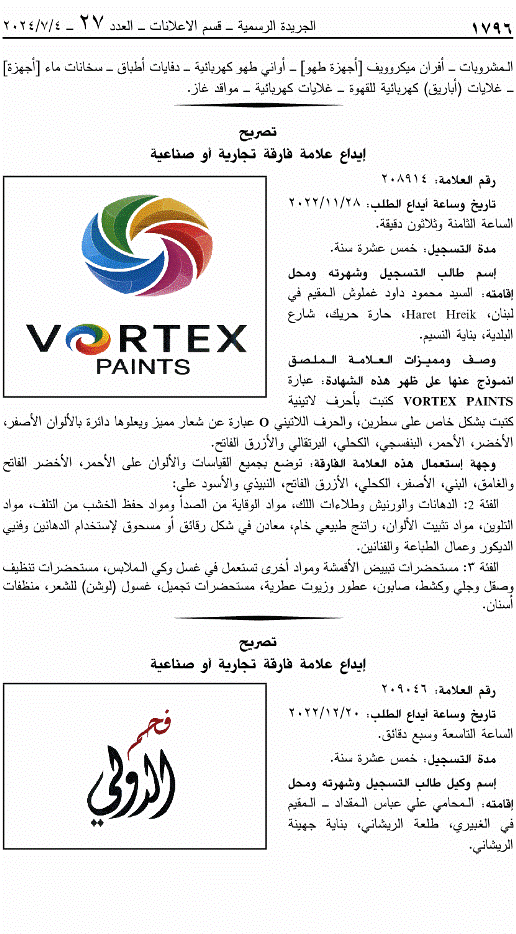 ١٧٩٦ الجريدة الرسمية ــ قسم الاعلانات ــ العدد ٢٧ ــ ٢٠٢٤/٧/٤
المشروبات ــ أفران ميكروويف [أجهزة طهو] ــ أواني طهو كهربائية ــ دفايات أطباق ــ سخانات ماء [أجهزة]
ــ غلايات (أباريق) كهربائية للقهوة ــ غلايات كهربائية ــ مواقد غاز.
تصريح
إيداع علامة فارقة تجارية أو صناعية
رقم العلامة: ٢٠٨٩١٤
تاريخ وساعة أيداع الطلب: ٢٠٢٢/١١/٢٨
الساعة الثامنة وثلاثون دقيقة.
مدة التسجيل: خمس عشرة سنة.
إسم طالب التسجيل وشهرته ومحل
إقامته: السيد محمود داود غملوش المقيم في
لبنان، Haret Hreik، حارة حريك، شارع
البلدية، بناية النسيم.
وصف ومميزات العلامة الملصق
انموذج عنها على ظهر هذه الشهادة: عبارة
VORTEX PAINTS كتبت بأحرف لاتينية
VORTEX
PAINTS
كتبت بشكل خاص على سطرين، والحرف اللاتيني O عبارة عن شعار مميز ويعلوها دائرة بالألوان الأصفر،
الأخضر، الأحمر، البنفسجي، الكحلي، البرتقالي والأزرق الفاتح.
وجهة إستعمال هذه العلامة الفارقة: توضع بجميع القياسات والألوان على الأحمر، الأخضر الفاتح
والغامق، البني، الأصفر، الكحلي، الأزرق الفاتح، النبيذي والأسود على:
الفئة 2: الدهانات والورنيش وطلاءات اللك، مواد الوقاية من الصدأ ومواد حفظ الخشب من التلف، مواد
التلوين، مواد تثبيت الألوان، راتنج طبيعي خام، معادن في شكل رقائق أو مسحوق لإستخدام الدهانين وفنيي
الديكور وعمال الطباعة والفنانين.
الفئة ٣: مستحضرات تبييض الأقمشة ومواد أخرى تستعمل في غسل وكي الملابس، مستحضرات تنظيف
وصقل وجلي وكشط، صابون، عطور وزيوت عطرية، مستحضرات تجميل، غسول (لوشن) للشعر، منظفات
أسنان.
تصريح
إيداع علامة فارقة تجارية أو صناعية
رقم العلامة: ٢٠٩٠٤٦
تاريخ وساعة أيداع الطلب: ٢٠٢٢/١٢/٢٠
الساعة التاسعة وسبع دقائق.
مدة التسجيل: خمس عشرة سنة.
إسم وكيل طالب التسجيل وشهرته ومحل
إقامته: المحامي علي عباس المقداد ــ المقيم
في الغبيري، طلعة الريشاني، بناية جهينة
الريشاني.
فحم
الدولي